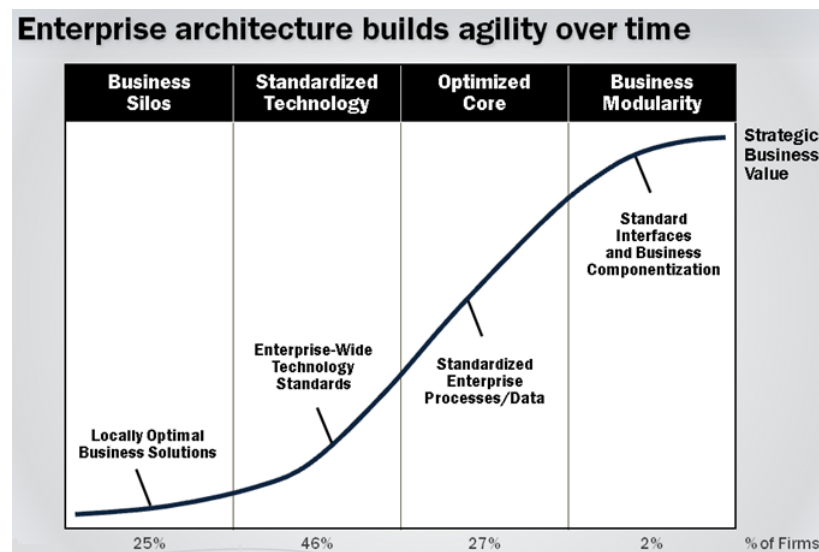 Enterprise architecture builds agility over time
Business
Silos
Standardized
Technology
Optimized
Core
Business
Modularity
Strategic
Business
Value
Standard
Interfaces
and Business
Componentization
Enterprise-Wide
Technology
Standards
Standardized
Enterprise
Processes/Data
Locally Optimal
Business Solutions
25%
46%
27%
2%
% of Firms